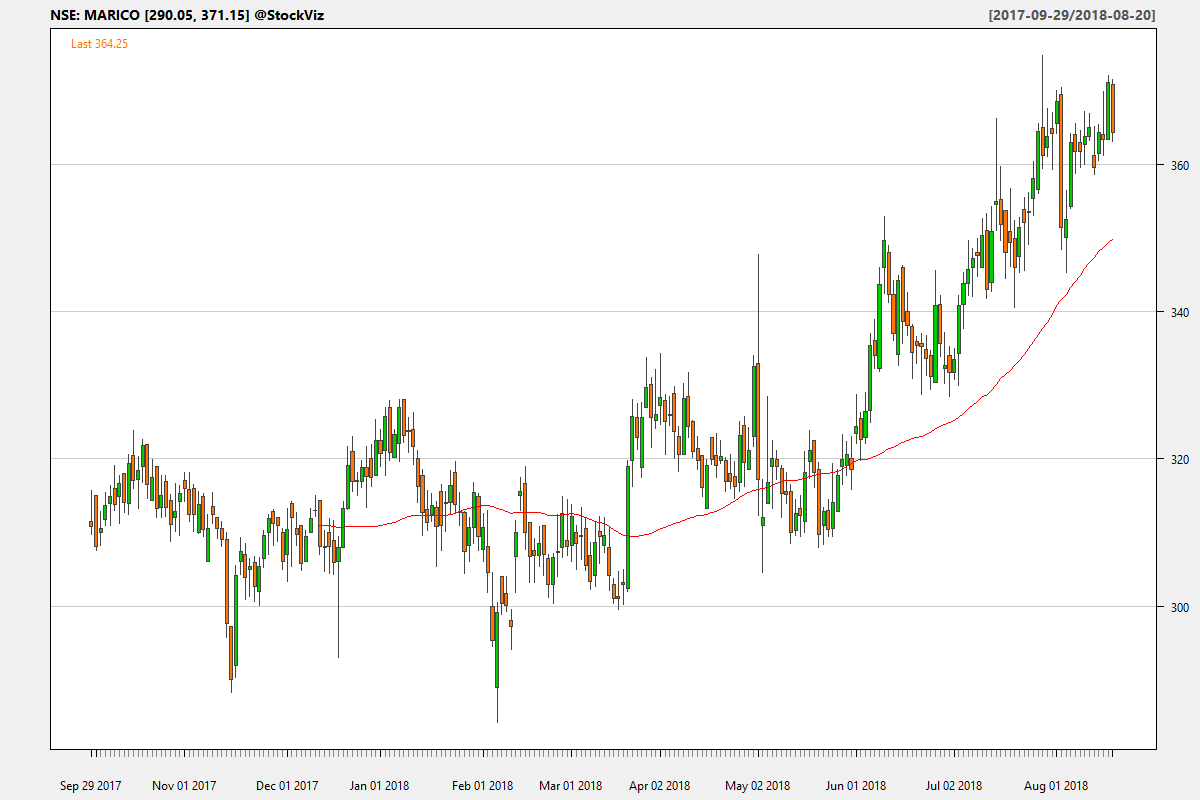 NSE: MARICO [290.05, 371.15] @StockViz [2017-09-29/2018-08-20]
Last 364.25
360
340
320
300
Sep 29 2017 Nov 01 2017 Dec 01 2017 Jan 01 2018 Feb 01 2018 Mar 01 2018 Apr 02 2018 May 02 2018 Jun 01 2018 Jul 02 2018 Aug 01 2018